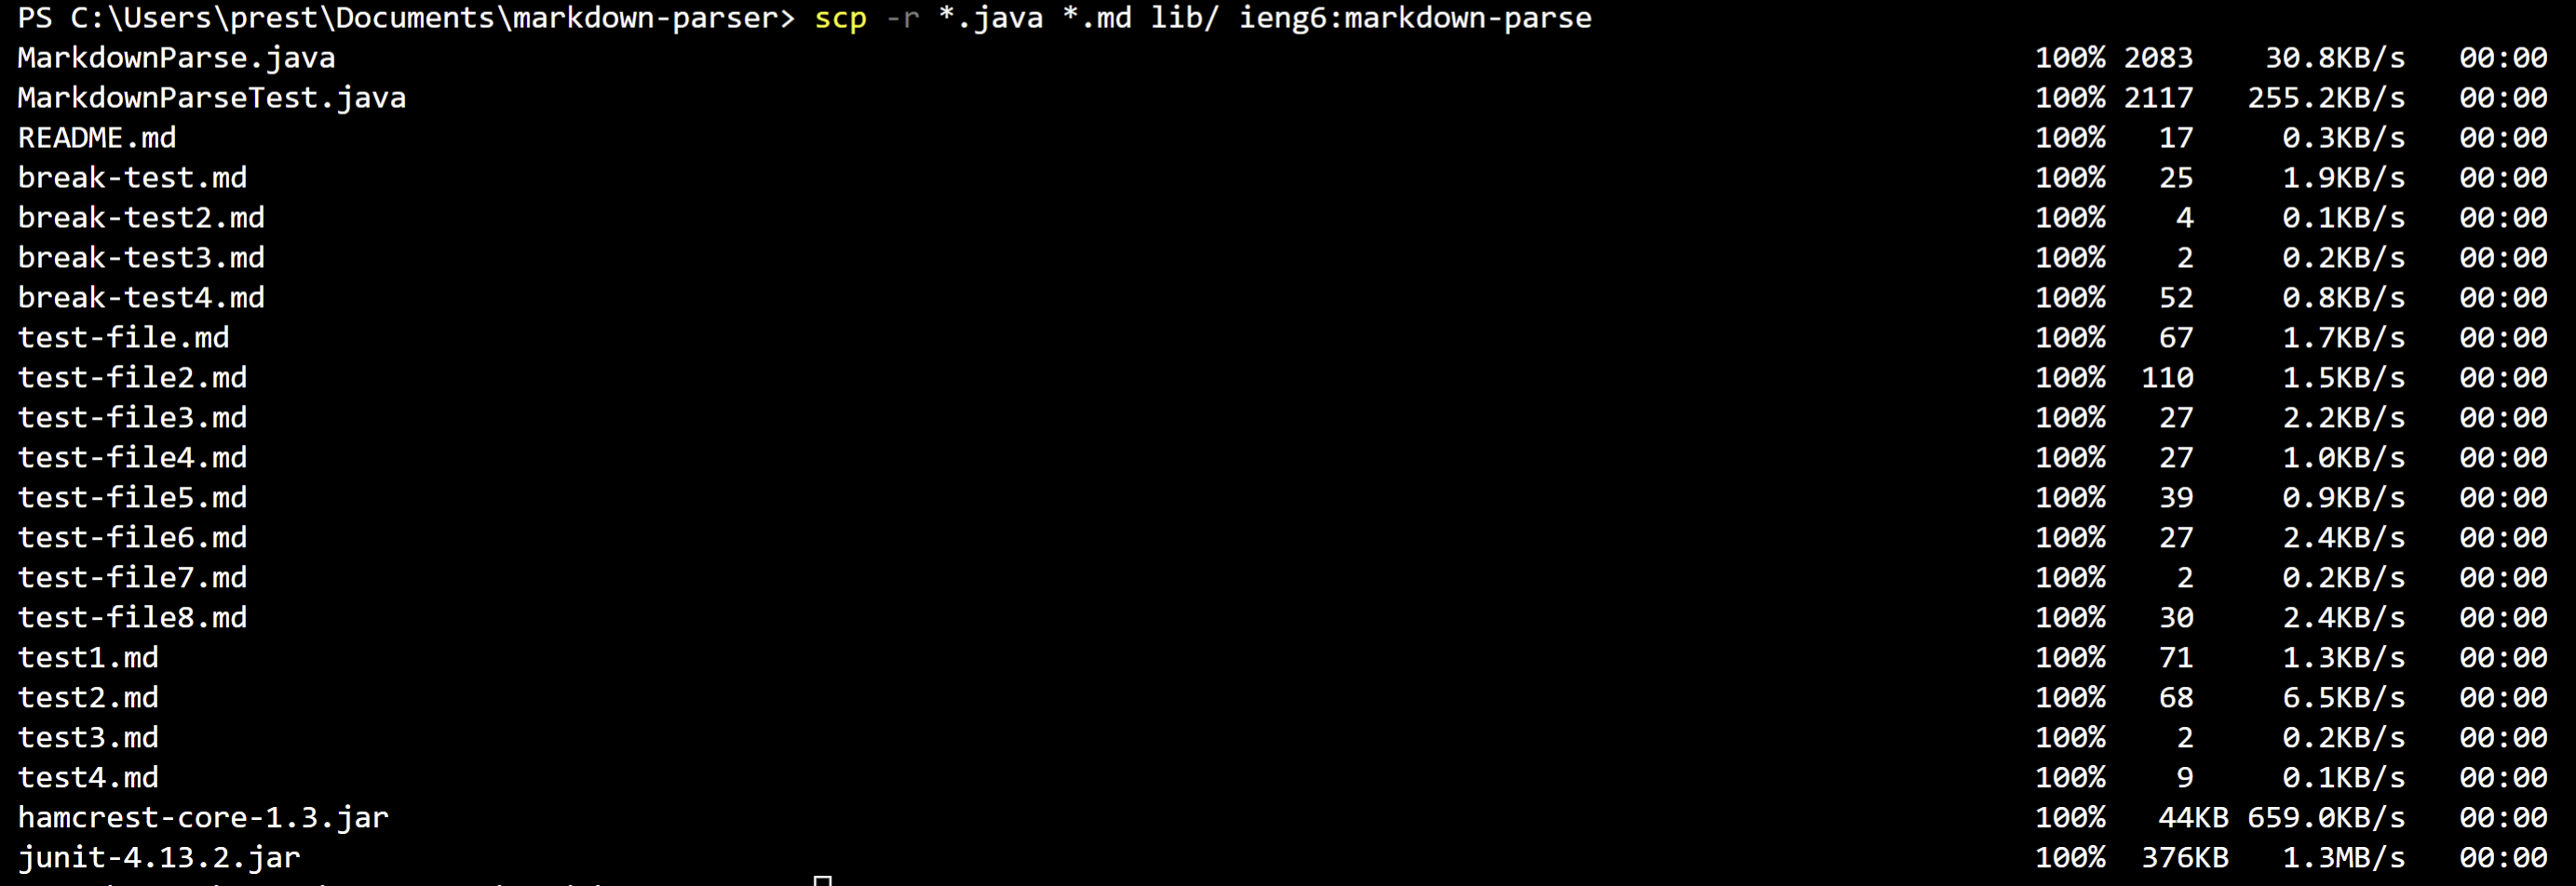 PS C:\Users\prest\Documents\markdown-parser> scp -r *.java *.md lib/ ieng6:markdown-parse
MarkdownParse.java 100% 2083 30.8KB/s 00:00
MarkdownParseTest.java 100% 2117 255.2KB/s 00:00
README.md 100% 17 0.3KB/s 00:00
break-test.md 100% 25 1.9KB/s 00:00
break-test2.md 100% 4 0.1KB/s 00:00
break-test3.md 100% 2 0.2KB/s 00:00
break-test4.md 100% 52 0.8KB/s 00:00
test-file.md 100% 67 1.7KB/s 00:00
test-file2.md 100% 110 1.5KB/s 00:00
test-file3.md 100% 27 2.2KB/s 00:00
test-file4.md 100% 27 1.0KB/s 00:00
test-file5.md 100% 39 0.9KB/s 00:00
test-file6.md 100% 27 2.4KB/s 00:00
test-file7.md 100% 2 0.2KB/s 00:00
test-file8.md 100% 30 2.4KB/s 00:00
test1.md 100% 71 1.3KB/s 00:00
test2.md 100% 68 6.5KB/s 00:00
test3.md 100% 2 0.2KB/s 00:00
test4.md 100% 9 0.1KB/s 00:00
hamcrest-core-1.3.jar 100% 44KB 659.0KB/s 00:00
junit-4.13.2.jar 100% 376KB 1.3MB/s 00:00